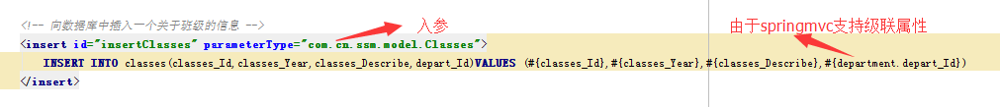 <!-- 向数据库中插入一个关于班级的信息 -->
入参
由于springmvc支持级联属性
<insert id="insertClasses" parameterType="com.cn.ssm.model.Classes">
INSERT INTO classes(classes_Id,classes_Year,classes_Describe,depart_Id)VALUES (#{classes_Id},#{classes_Year},#{classes_Describe},#{department.depart_Id})
</insert>